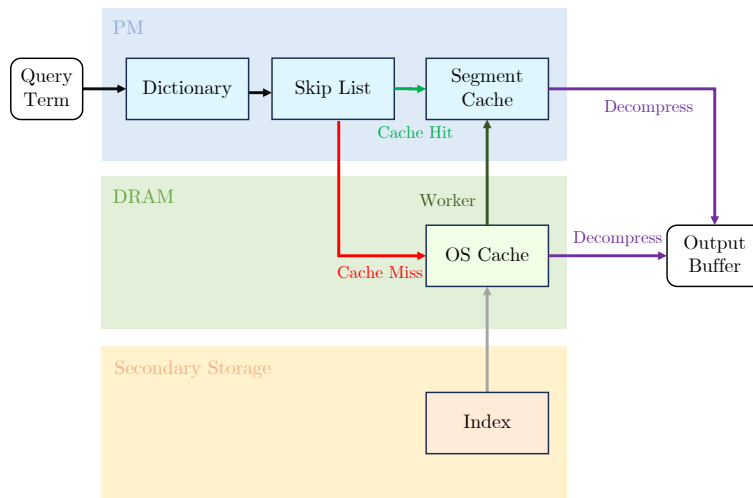 PM
Query
Term
Dictionary
Skip List
Segment
Cache
Cache Hit
Decompress
DRAM
Worker
Cache Miss
OS Cache
Decompress
Output
Buffer
Secondary Storage
Index